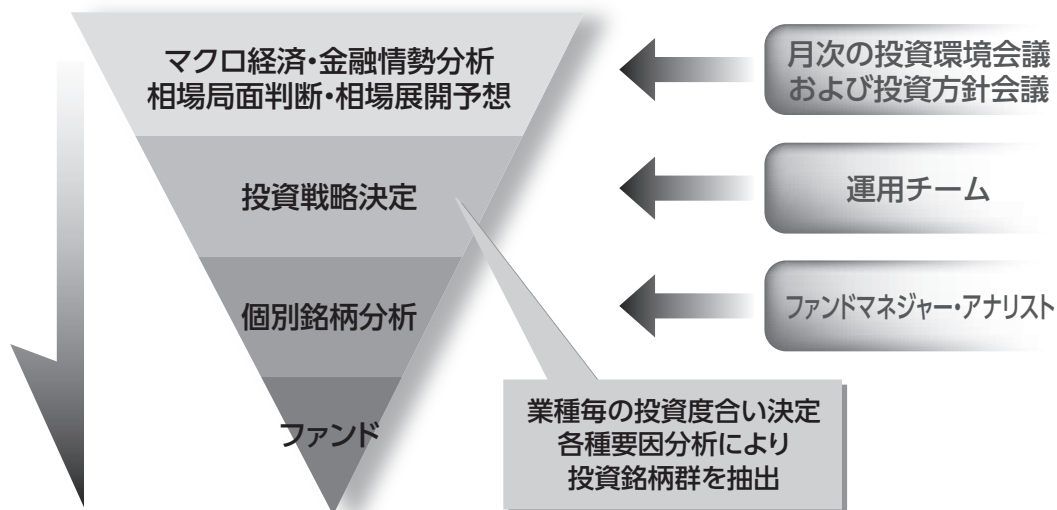 マクロ経済・金融情勢分析
相場局面判断・相場展開予想
月次の投資環境会議
および投資方針会議
投資戦略決定
運用チーム
個別銘柄分析
ファンドマネジャー・アナリスト
ファンド
業種毎の投資度合い決定
各種要因分析により
投資銘柄群を抽出